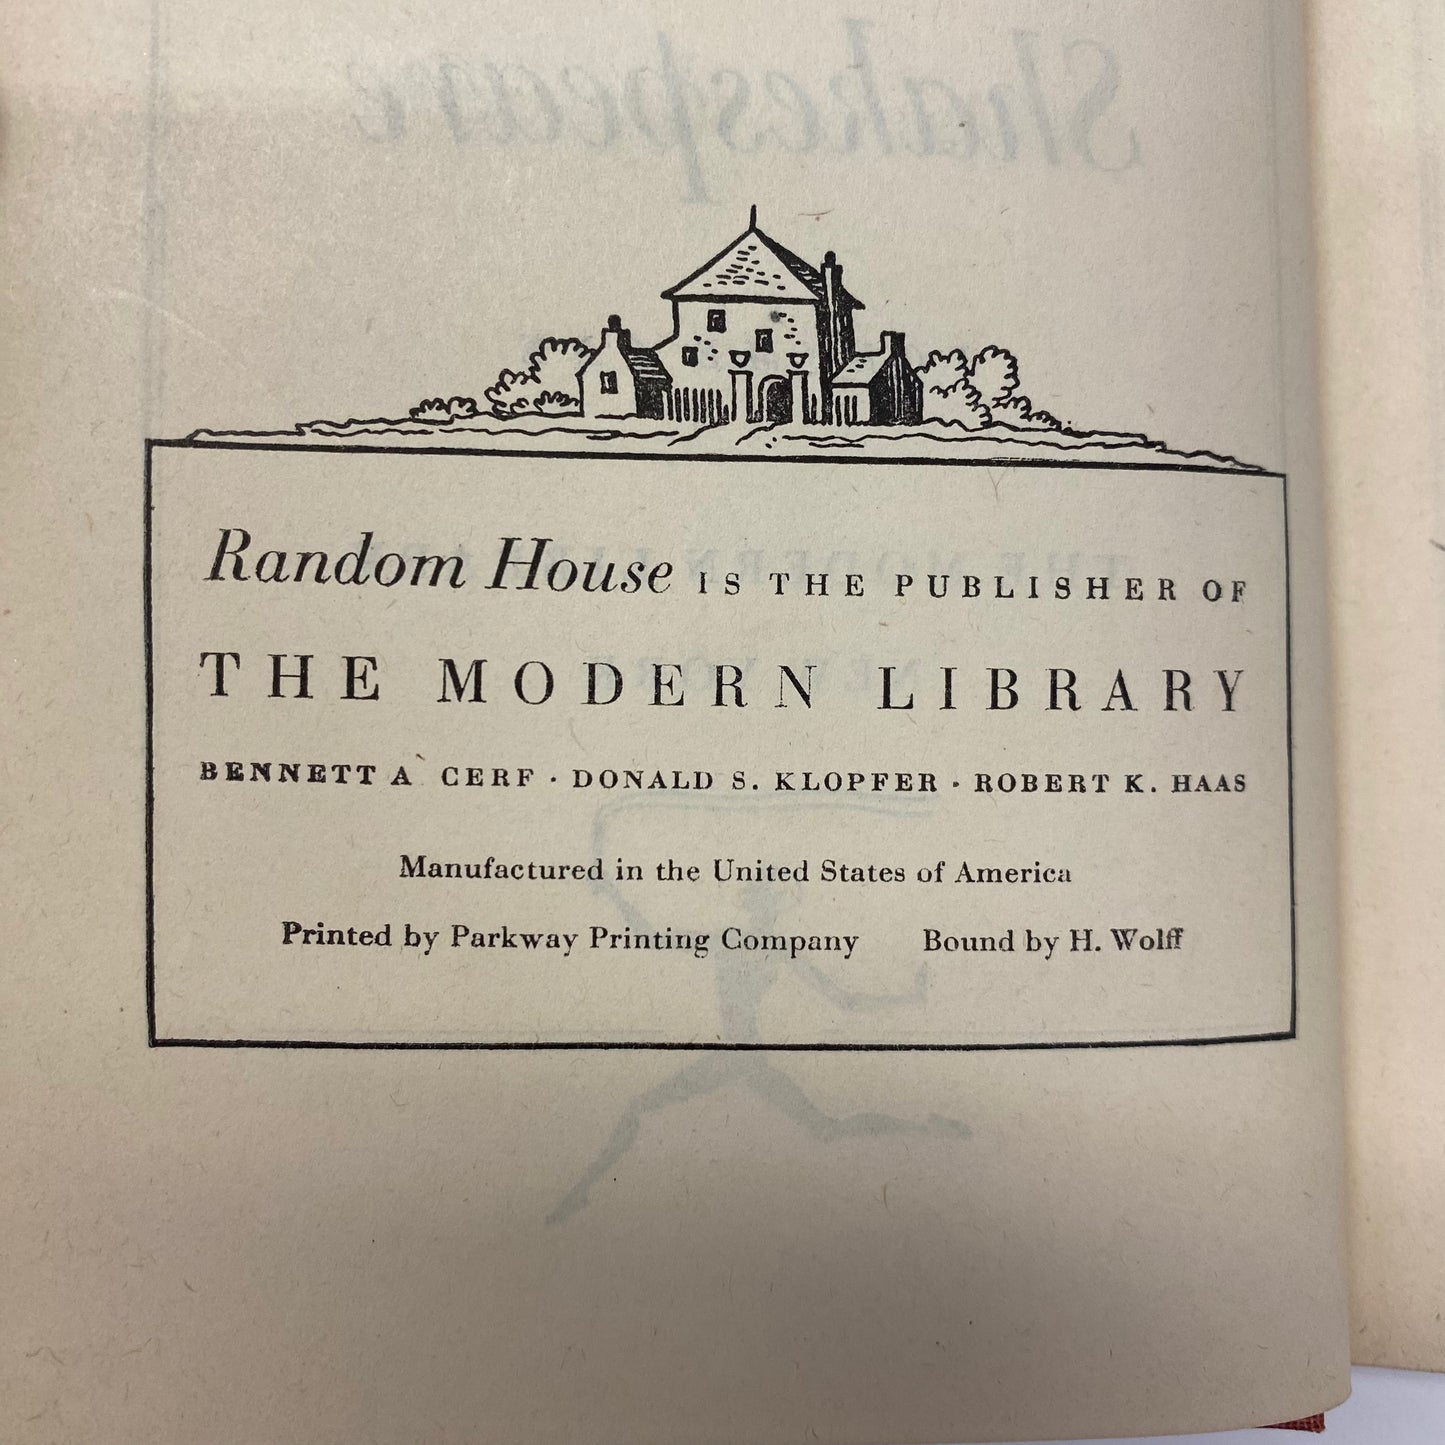 Shakespeare
Random House IS THE PUBLISHER OF
THE MODERN LIBRARY
BENNETT A CERF · DONALD S. KLOPFER · ROBERT K. HAAS
Manufactured in the United States of America
Printed by Parkway Printing Company Bound by H. Wolff